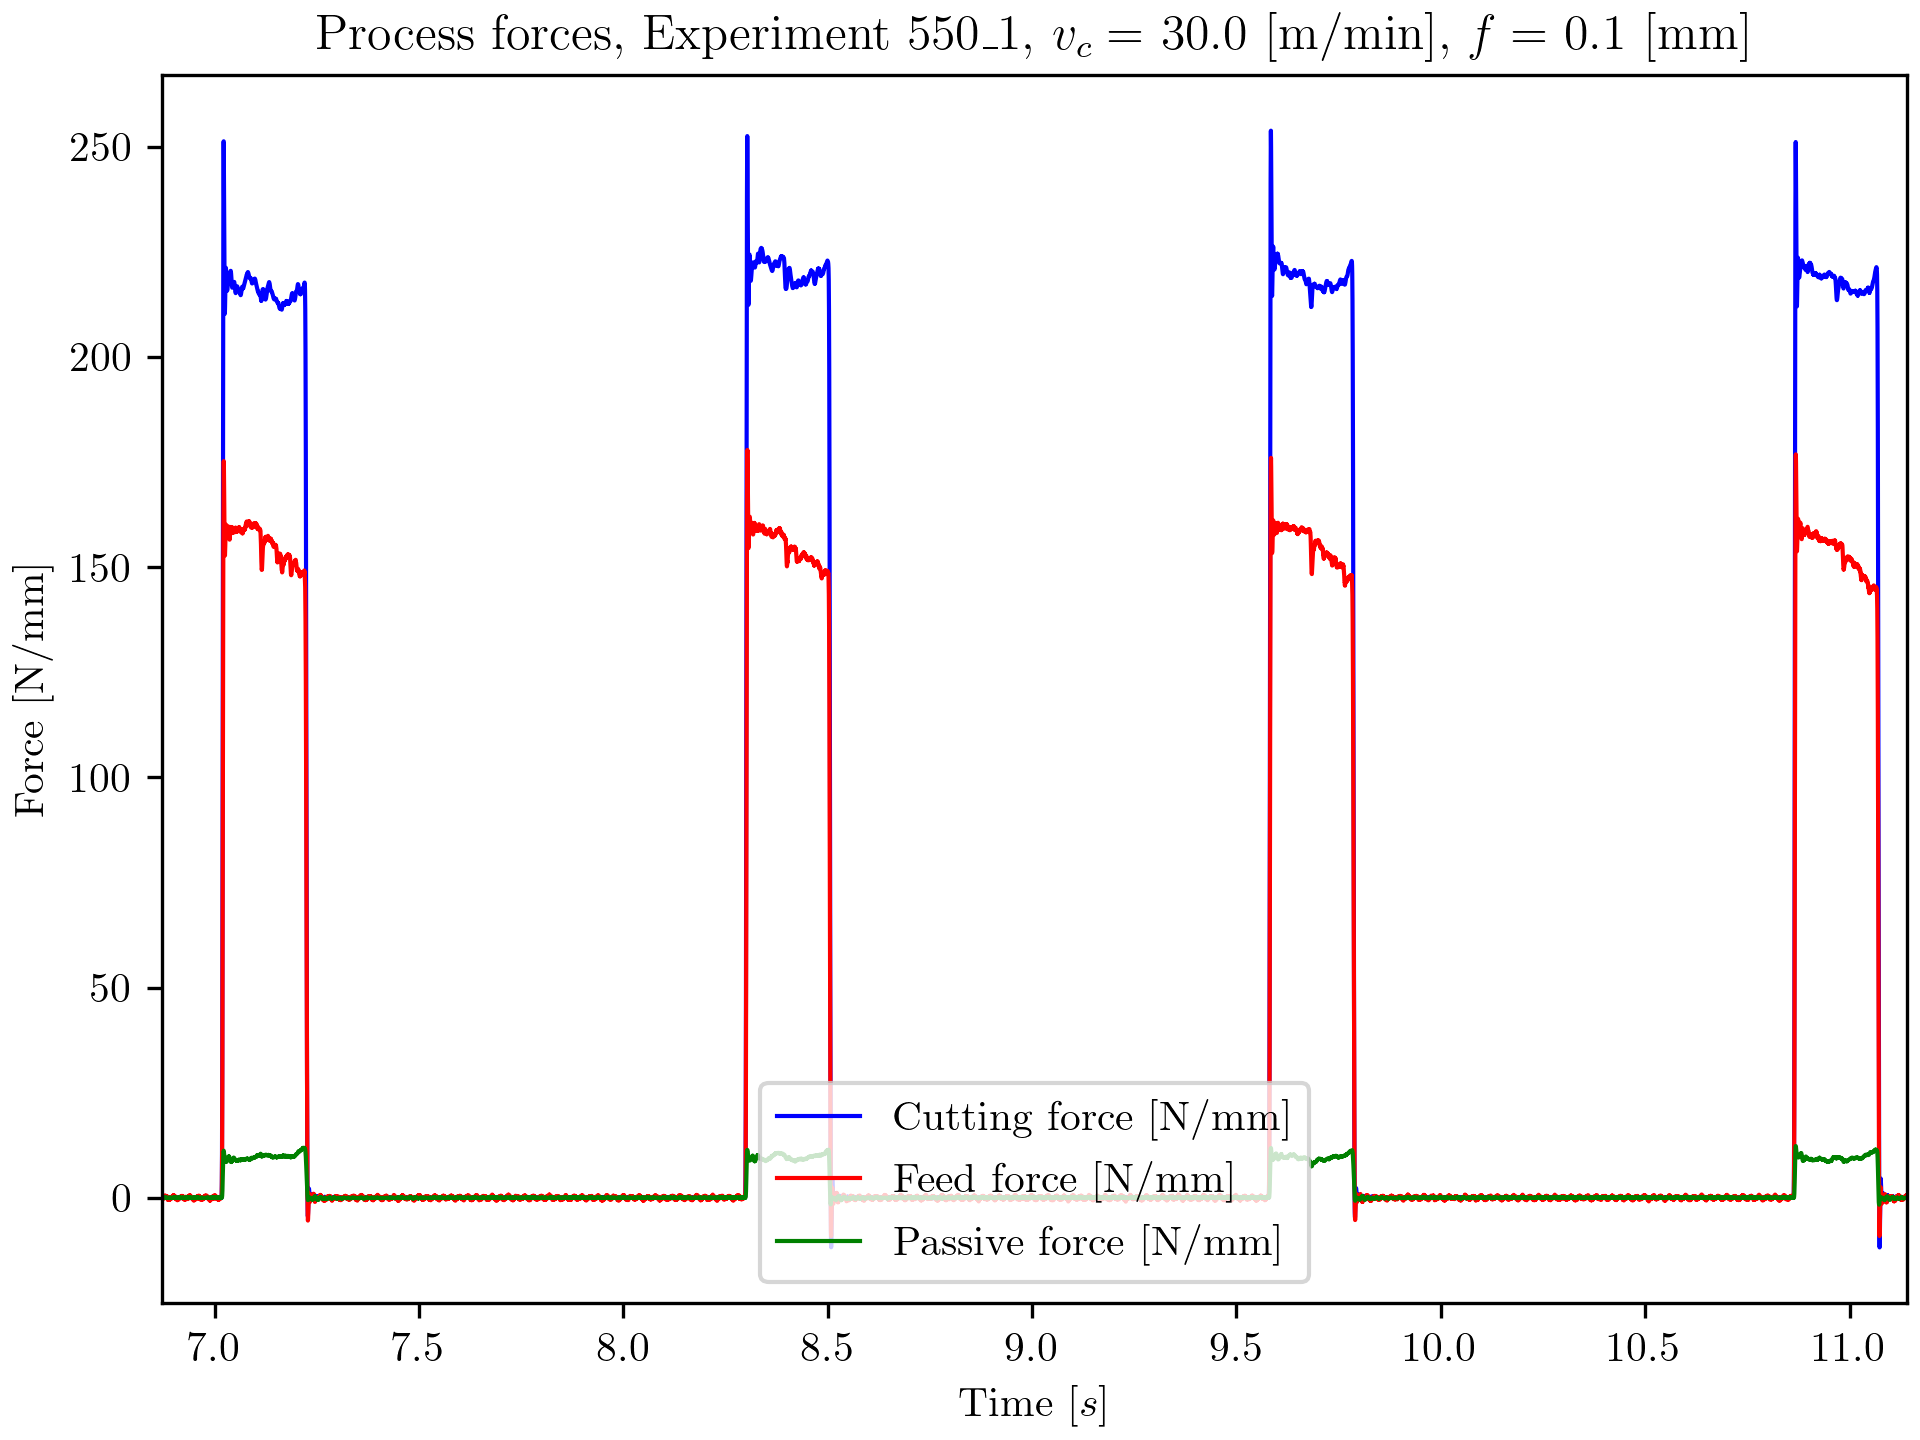 Process forces, Experiment 550_1, v_c = 30.0 [m/min], f = 0.1 [mm]
Force [N/mm]
250
200
150
100
50
0
Cutting force [N/mm]
Feed force [N/mm]
Passive force [N/mm]
7.0 7.5 8.0 8.5 9.0 9.5 10.0 10.5 11.0
Time [s]